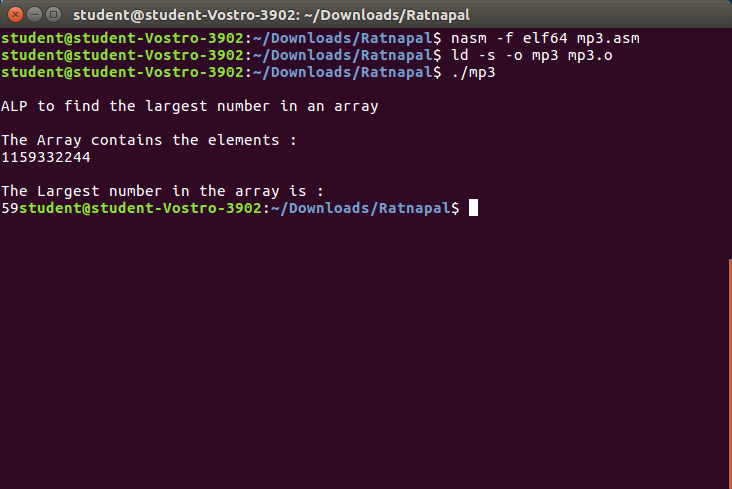 student@student-Vostro-3902: ~/Downloads/Ratnapal
student@student-Vostro-3902:~/Downloads/Ratnapal$ nasm -f elf64 mp3.asm
student@student-Vostro-3902:~/Downloads/Ratnapal$ ld -s -o mp3 mp3.o
student@student-Vostro-3902:~/Downloads/Ratnapal$ ./mp3
ALP to find the largest number in an array
The Array contains the elements :
1159332244
The Largest number in the array is :
59student@student-Vostro-3902:~/Downloads/Ratnapal$